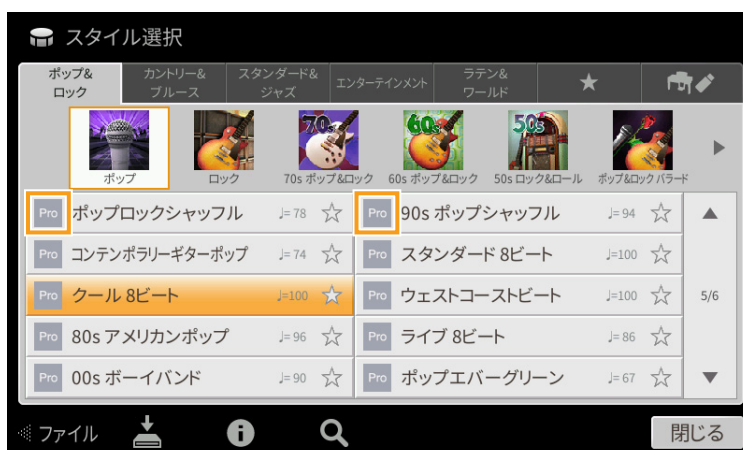 スタイル選択
ポップ&
ロック
カントリー&
ブルース
スタンダード&
ジャズ
エンターテインメント
ラテン&
ワールド
70s
60s
50s
ポップ
ロック
70s ポップ&ロック
60s ポップ&ロック
50s ロック&ロール
ポップ&ロック バラード
Pro ポップロックシャッフル ♩= 78
Pro 90s ポップシャッフル ♩= 94
Pro コンテンポラリーギターポップ ♩= 74
Pro スタンダード 8ビート ♩=100
Pro クール 8ビート ♩=100
Pro ウェストコーストビート ♩=100
5/6
Pro 80s アメリカンポップ ♩= 96
Pro ライブ 8ビート ♩= 86
Pro 00s ボーイバンド ♩= 90
Pro ポップエバーグリーン ♩= 67
ファイル
閉じる